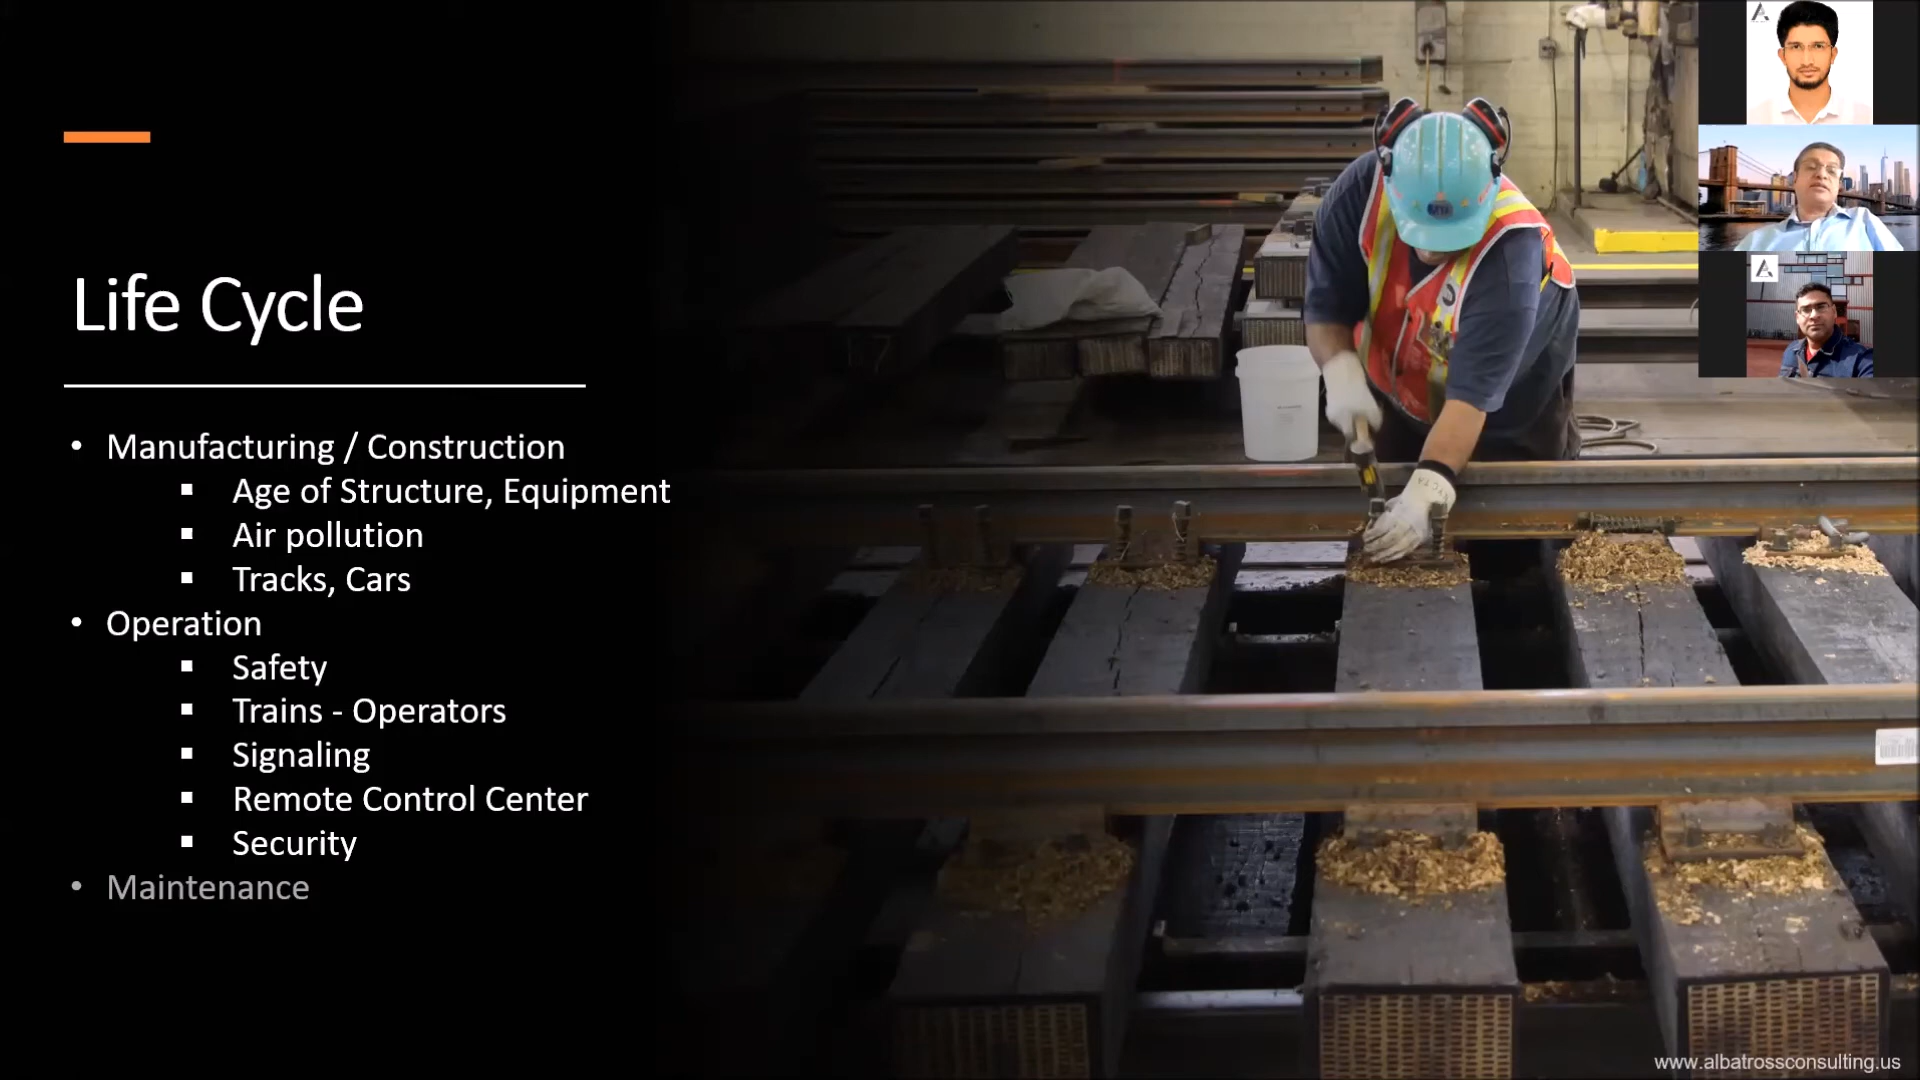 Life Cycle
• Manufacturing / Construction
▪ Age of Structure, Equipment
▪ Air pollution
▪ Tracks, Cars
• Operation
▪ Safety
▪ Trains - Operators
▪ Signaling
▪ Remote Control Center
▪ Security
• Maintenance
www.albatrossconsulting.us